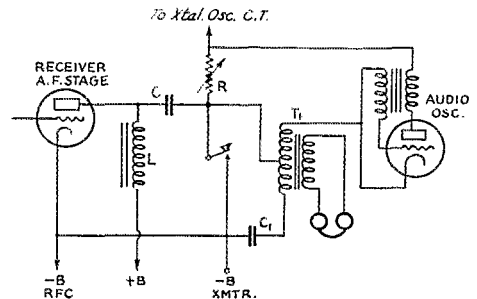 To Xtal. Osc. C.T.
RECEIVER
A.F. STAGE
C
R
T1
AUDIO
OSC.
L
C1
-B
RFC
+B
-B
XMTR.